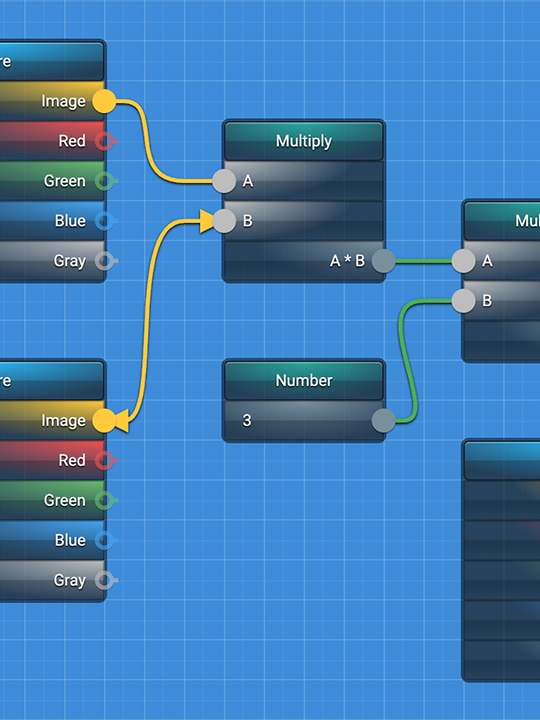 re
Image
Red
Green
Blue
Gray
Multiply
A
B
A * B
Mul
A
B
re
Image
Red
Green
Blue
Gray
Number
3